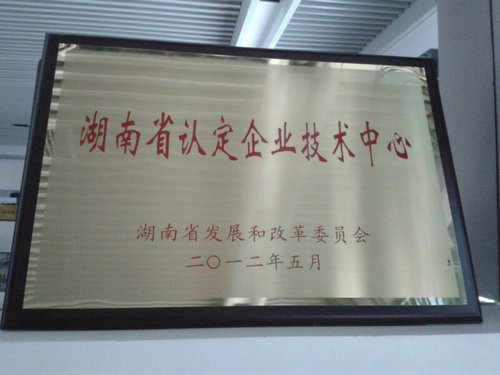 湖南省认定企业技术中心
湖南省发展和改革委员会
二〇一二年五月